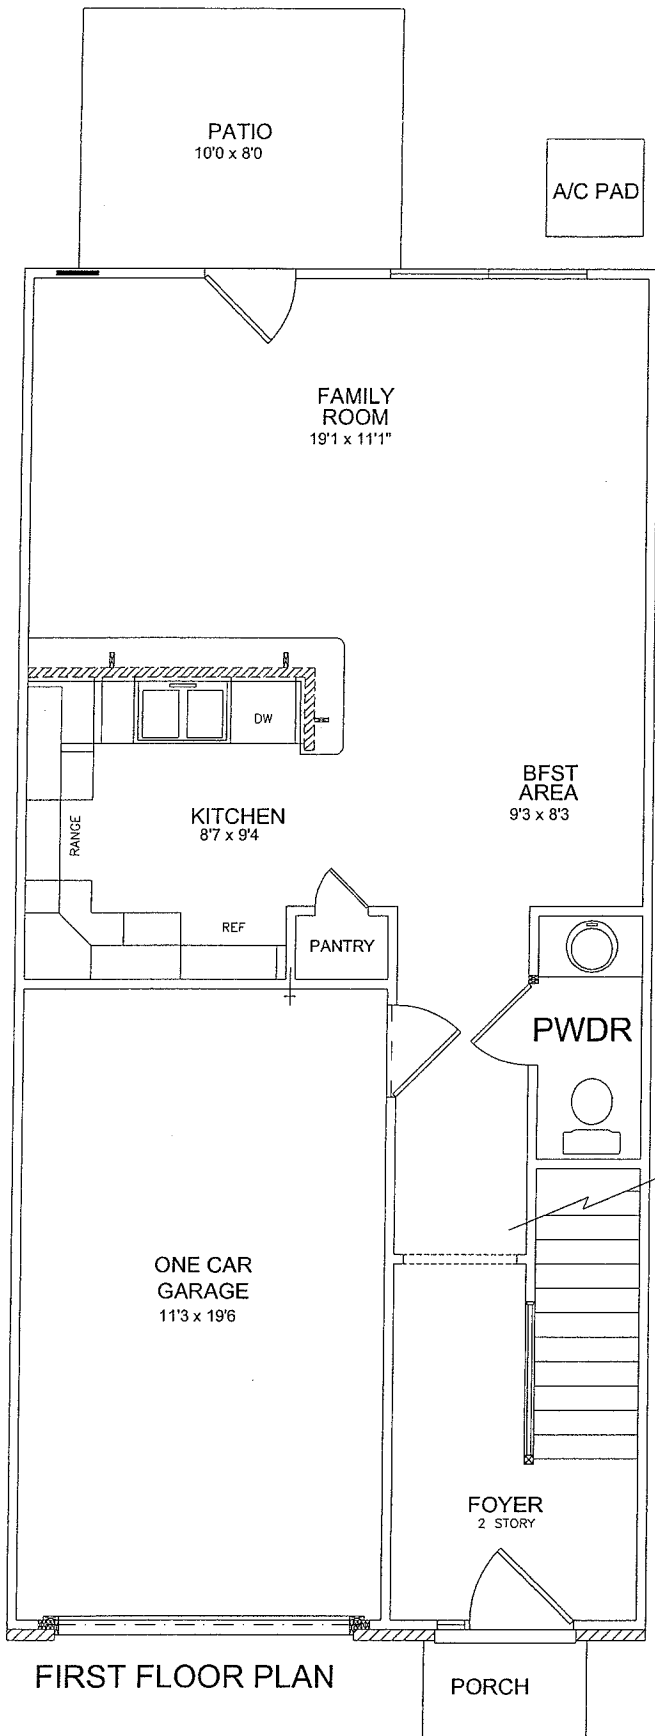 PATIO
10'0 x 8'0
A/C PAD
FAMILY
ROOM
19'1 x 11'1"
DW
BFST
AREA
9'3 x 8'3
KITCHEN
8'7 x 9'4
RANGE
REF
PANTRY
PWDR
ONE CAR
GARAGE
11'3 x 19'6
FOYER
2 STORY
FIRST FLOOR PLAN
PORCH